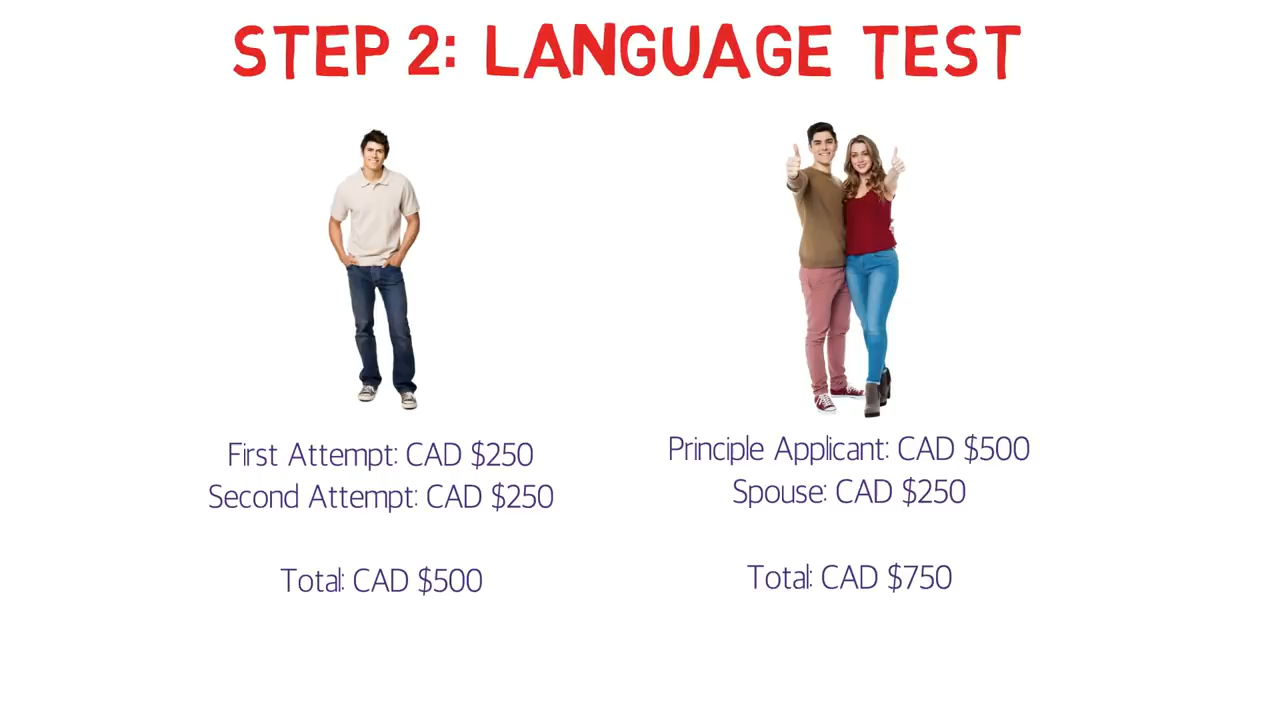 STEP 2: LANGUAGE TEST
First Attempt: CAD $250
Second Attempt: CAD $250
Total: CAD $500
Principle Applicant: CAD $500
Spouse: CAD $250
Total: CAD $750